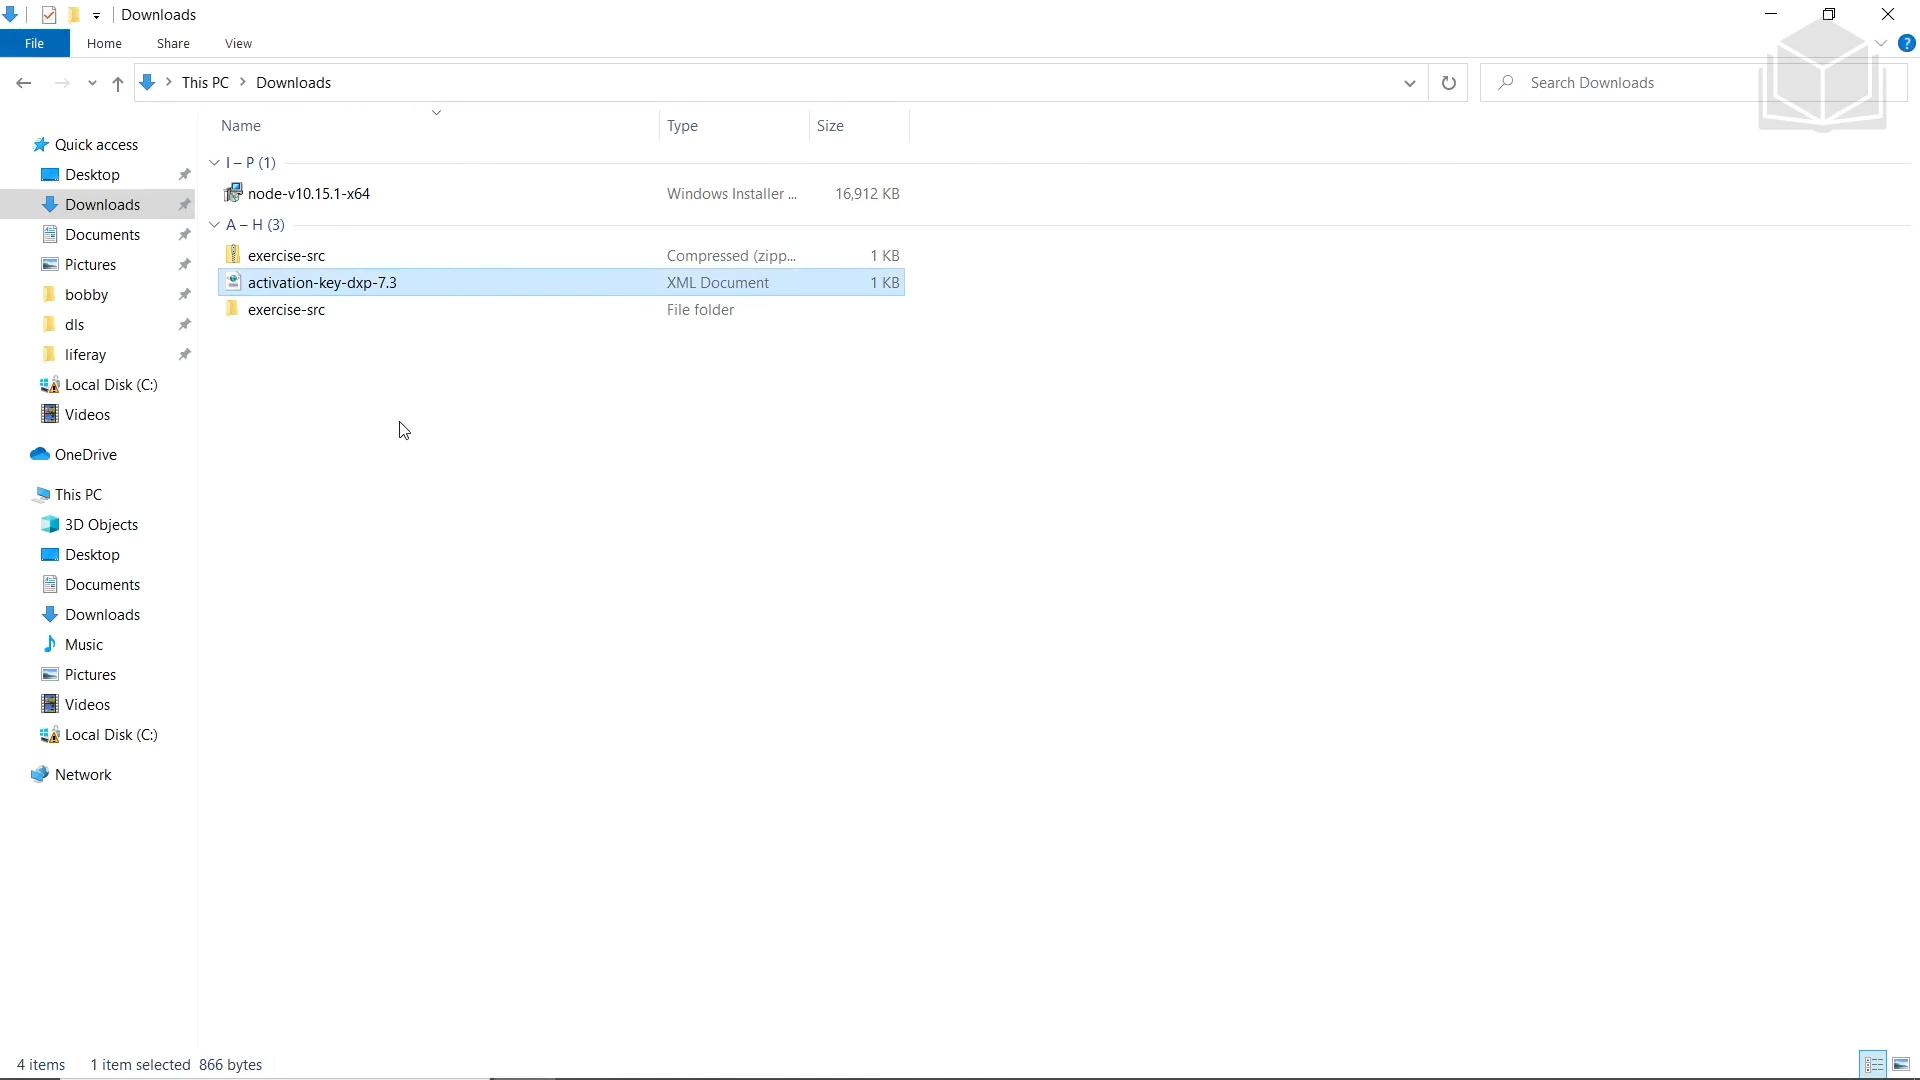 Downloads
File Home Share View
This PC Downloads
Search Downloads
Name Type Size
I – P (1)
node-v10.15.1-x64 Windows Installer ... 16,912 KB
A – H (3)
exercise-src Compressed (zipp... 1 KB
activation-key-dxp-7.3 XML Document 1 KB
exercise-src File folder
Quick access
Desktop
Downloads
Documents
Pictures
bobby
dls
liferay
Local Disk (C:)
Videos
OneDrive
This PC
3D Objects
Desktop
Documents
Downloads
Music
Pictures
Videos
Local Disk (C:)
Network
4 items 1 item selected 866 bytes